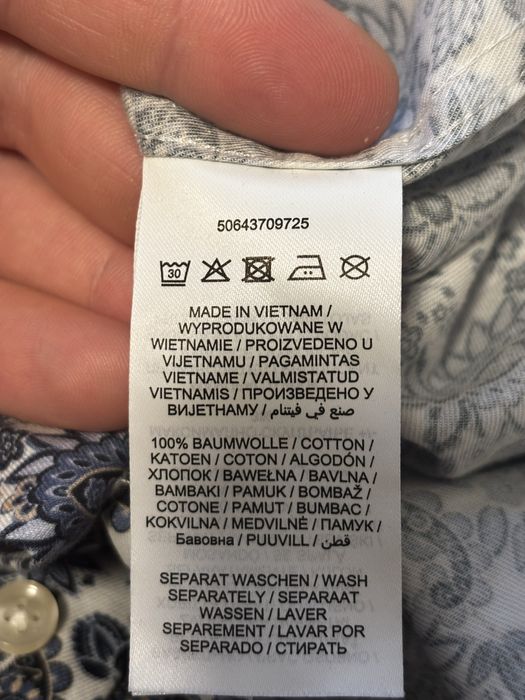 50643709725
30
MADE IN VIETNAM /
WYPRODUKOWANE W
WIETNAMIE / PROIZVEDENO U
VIJETNAMU / PAGAMINTAS
VIETNAME / VALMISTATUD
VIETNAMIS / ПРОИЗВЕДЕНО У
ВИЈЕТНАМУ / صنع في فيتنام
100% BAUMWOLLE / COTTON /
KATOEN / COTON / ALGODÓN /
ХЛОПОК / BAWEŁNA / BAVLNA /
BAMBAKI / PAMUK / BOMBAŽ /
COTONE / PAMUT / BUMBAC /
KOKVILNA / MEDVILNĖ / ПАМУК /
Бавовна / PUUVILL / قطن
SEPARAT WASCHEN / WASH
SEPARATELY / SEPARAAT
WASSEN / LAVER
SEPAREMENT / LAVAR POR
SEPARADO / СТИРАТЬ